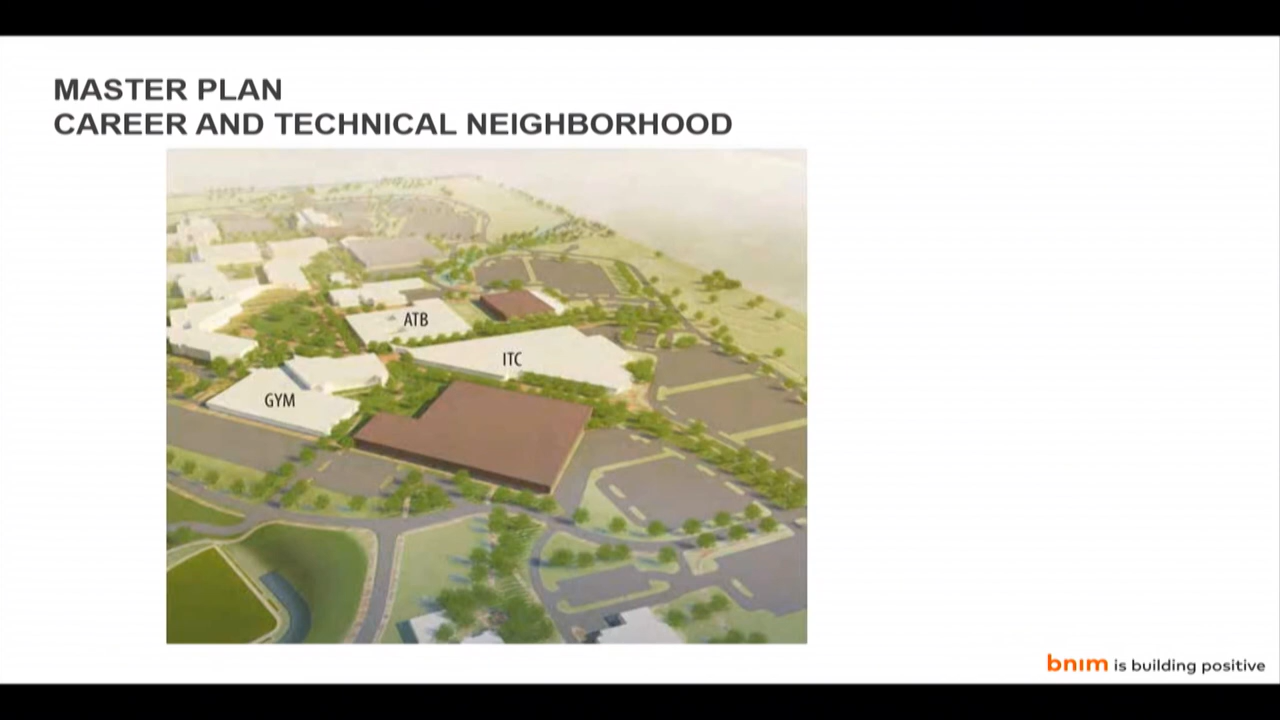 MASTER PLAN
CAREER AND TECHNICAL NEIGHBORHOOD
ATB
ITC
GYM
bnim is building positive